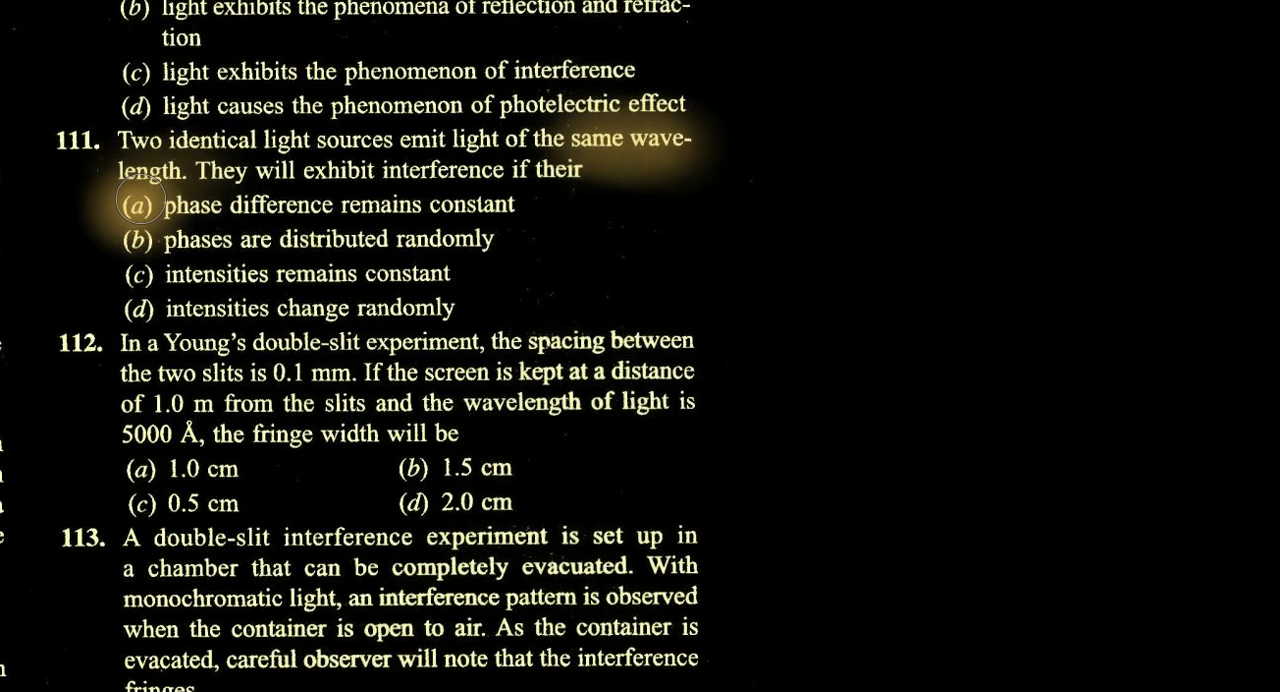 (b) light exhibits the phenomena of reflection and refrac-
tion
(c) light exhibits the phenomenon of interference
(d) light causes the phenomenon of photelectric effect
111. Two identical light sources emit light of the same wave-
length. They will exhibit interference if their
(a) phase difference remains constant
(b) phases are distributed randomly
(c) intensities remains constant
(d) intensities change randomly
112. In a Young's double-slit experiment, the spacing between
the two slits is 0.1 mm. If the screen is kept at a distance
of 1.0 m from the slits and the wavelength of light is
5000 Å, the fringe width will be
(a) 1.0 cm (b) 1.5 cm
(c) 0.5 cm (d) 2.0 cm
113. A double-slit interference experiment is set up in
a chamber that can be completely evacuated. With
monochromatic light, an interference pattern is observed
when the container is open to air. As the container is
evacated, careful observer will note that the interference
fringes